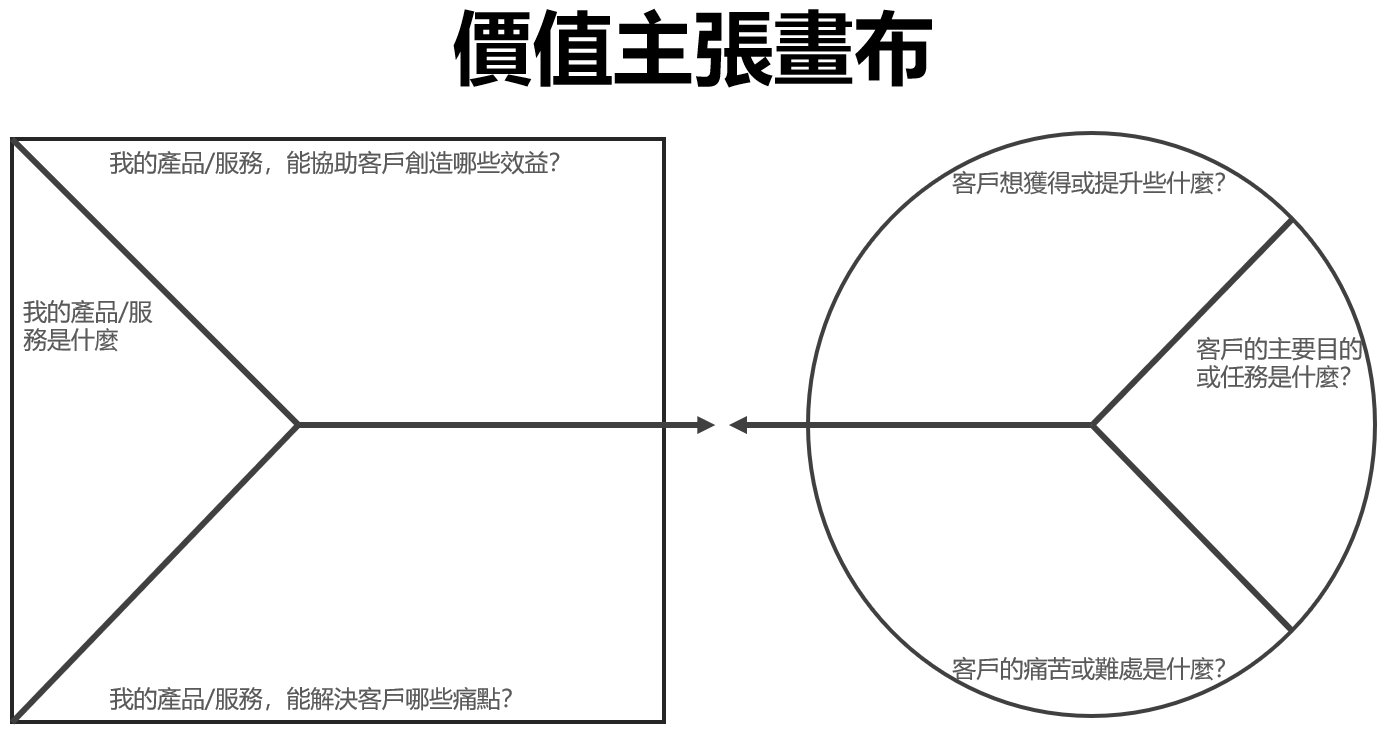 價值主張畫布
我的產品/服務，能協助客戶創造哪些效益？
我的產品/服
務是什麼
我的產品/服務，能解決客戶哪些痛點？
客戶想獲得或提升些什麼？
客戶的主要目的
或任務是什麼？
客戶的痛苦或難處是什麼？